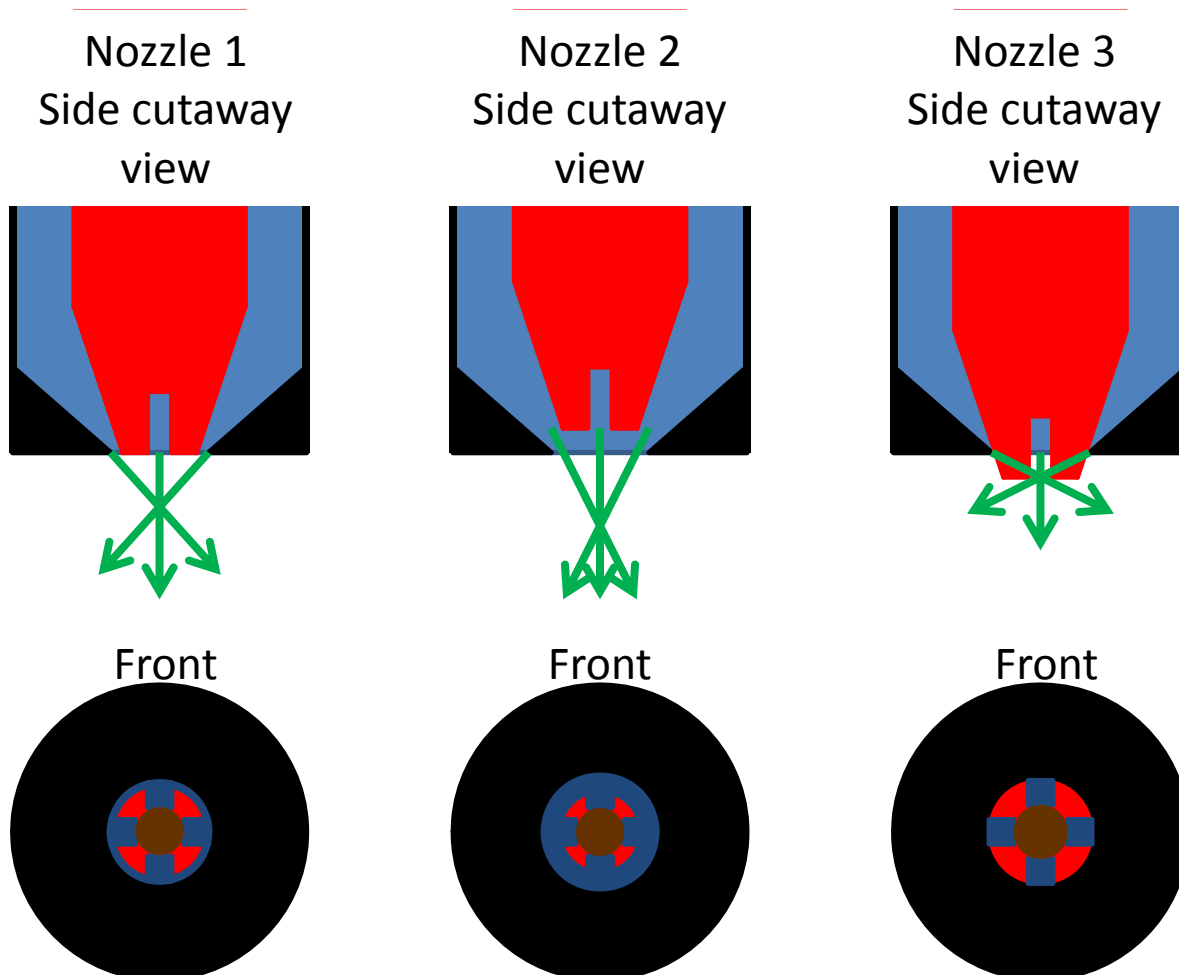 Nozzle 1
Side cutaway
view
Nozzle 2
Side cutaway
view
Nozzle 3
Side cutaway
view
Front
Front
Front